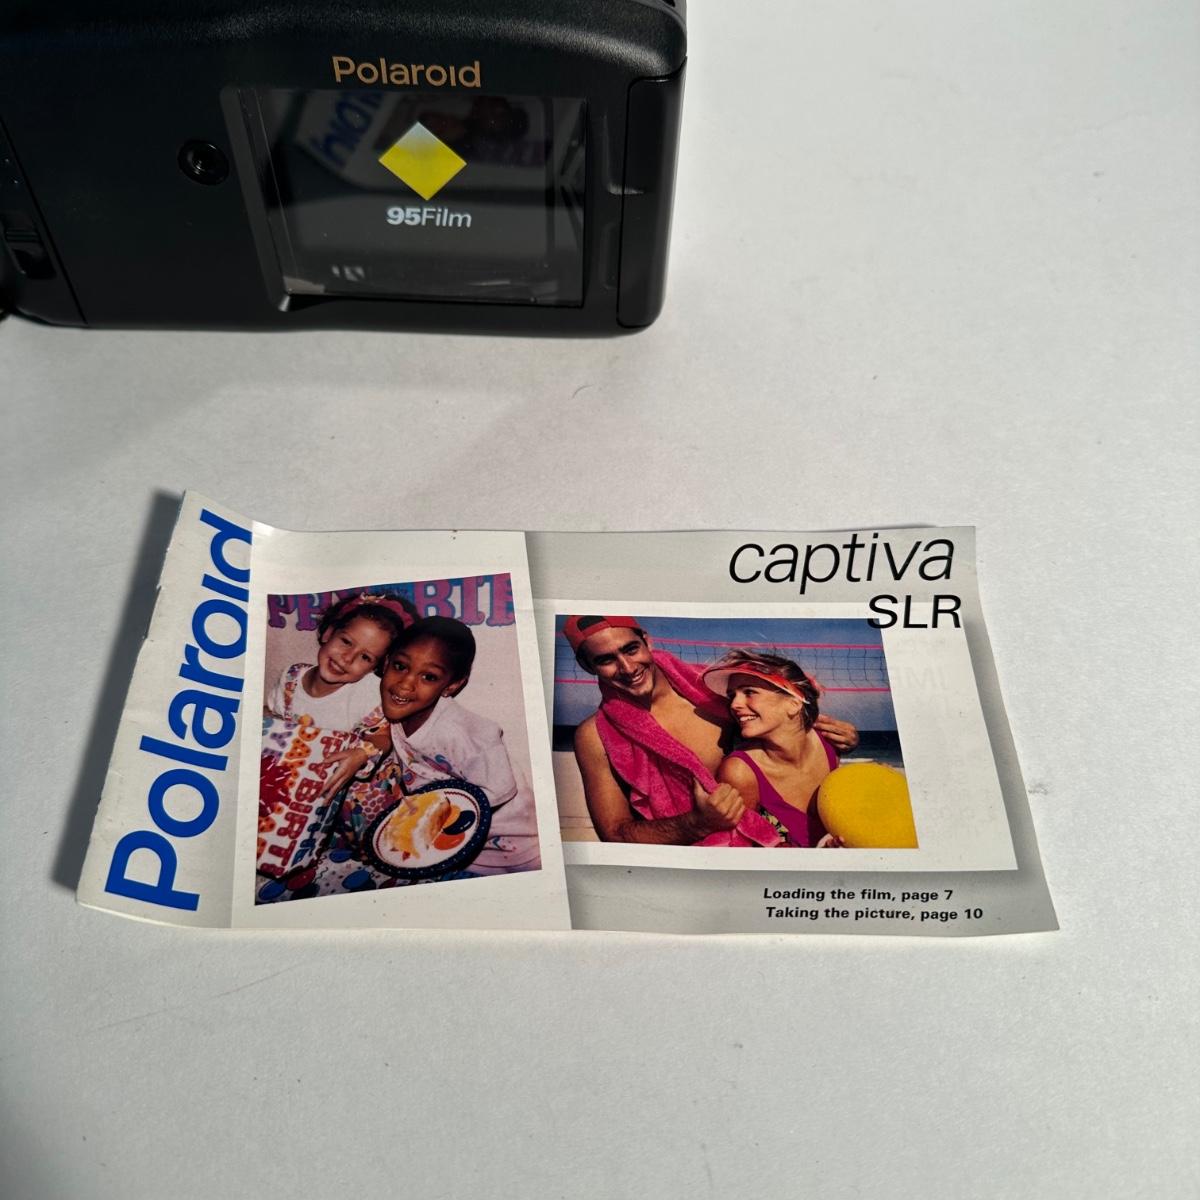 Polaroid
95Film
Polaroid
captiva
SLR
Loading the film, page 7
Taking the picture, page 10